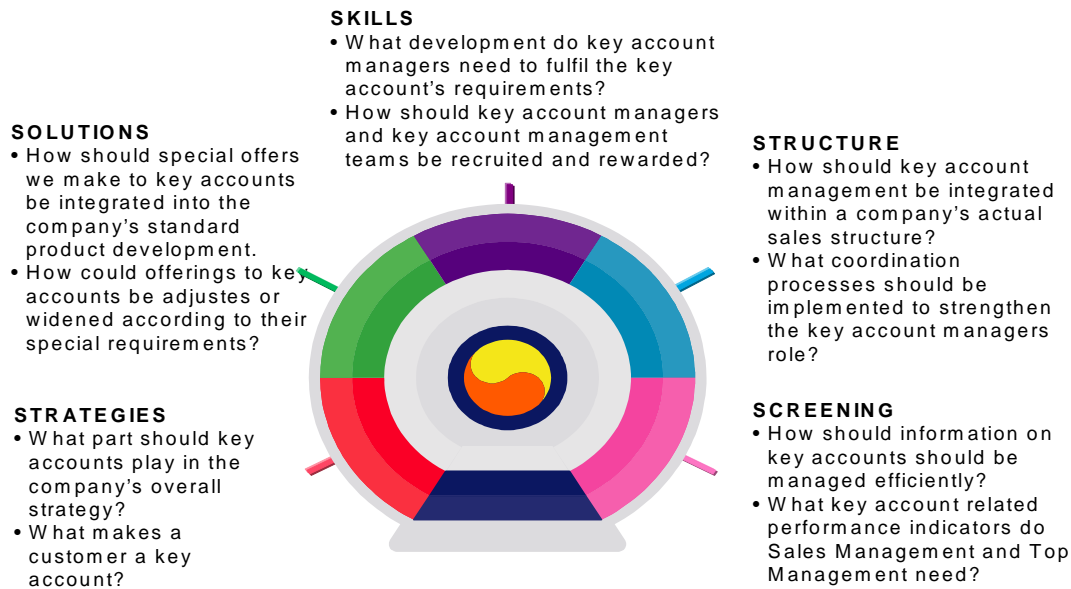 SKILLS
• What development do key account
managers need to fulfil the key
account's requirements?
• How should key account managers
and key account management
teams be recruited and rewarded?
SOLUTIONS
• How should special offers
we make to key accounts
be integrated into the
company's standard
product development.
• How could offerings to key
accounts be adjustes or
widened according to their
special requirements?
STRUCTURE
• How should key account
management be integrated
within a company's actual
sales structure?
• What coordination
processes should be
implemented to strengthen
the key account managers
role?
STRATEGIES
• What part should key
accounts play in the
company's overall
strategy?
• What makes a
customer a key
account?
SCREENING
• How should information on
key accounts should be
managed efficiently?
• What key account related
performance indicators do
Sales Management and Top
Management need?